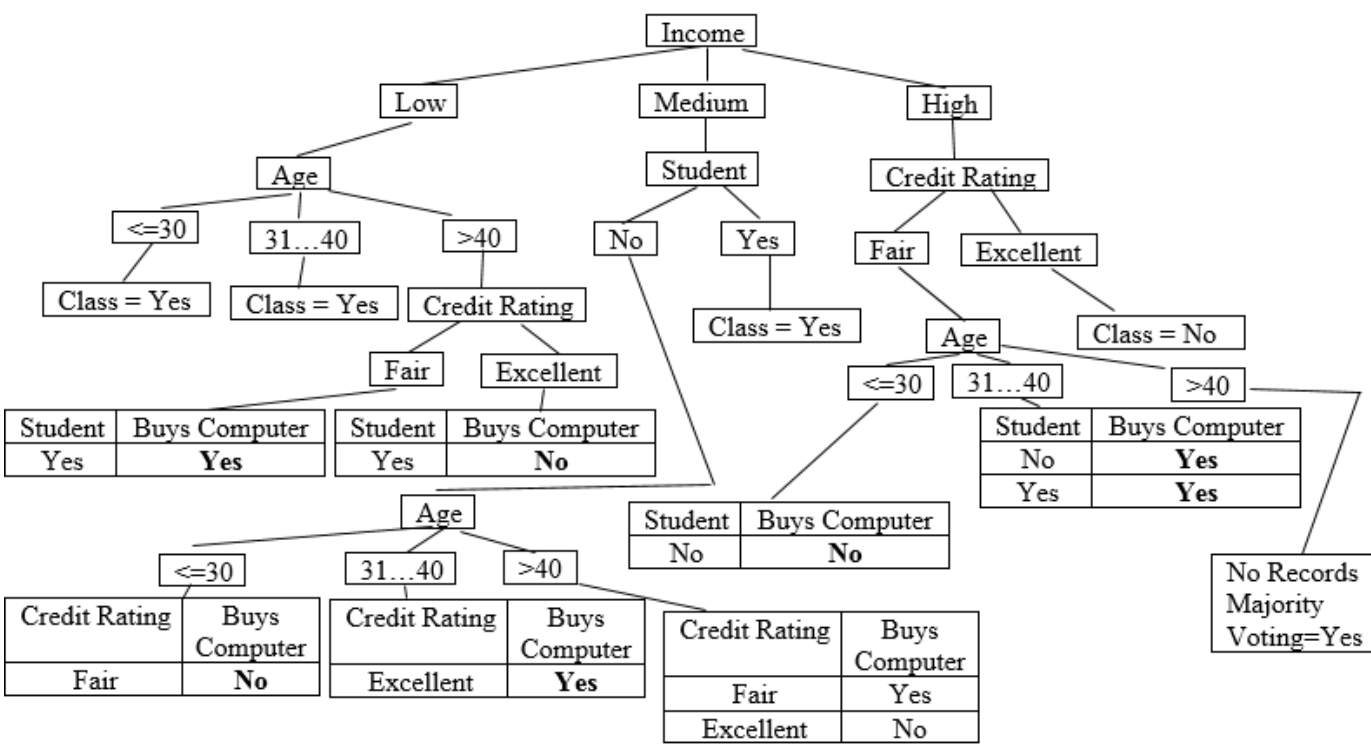 Income
Low Medium High
Age Student Credit Rating
<=30 31…40 >40 No Yes Fair Excellent
Class = Yes Class = Yes Credit Rating Class = Yes Age Class = No
Fair Excellent <=30 31…40 >40
Student Buys Computer
Yes Yes
Student Buys Computer
Yes No
Student Buys Computer
No Yes
Yes Yes
Age
Student Buys Computer
No No
<=30 31…40 >40
No Records
Majority
Voting=Yes
Credit Rating Buys
Computer
Fair No
Credit Rating Buys
Computer
Excellent Yes
Credit Rating Buys
Computer
Fair Yes
Excellent No